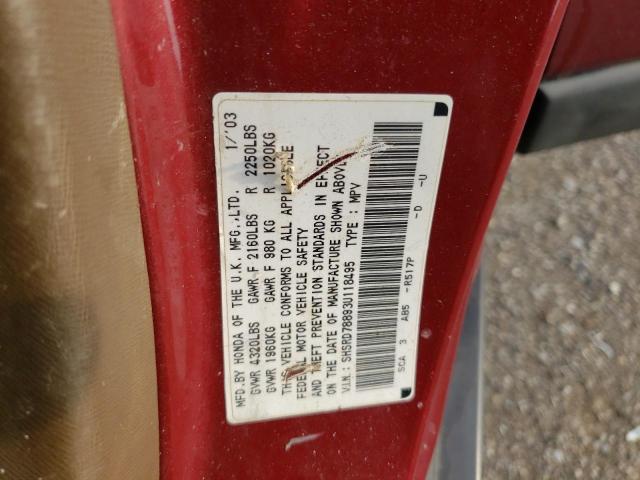 MFD.BY HONDA OF THE U.K. MFG.,LTD. 1/'03
GVWR 4320LBS GAWR F 2160LBS R 2250LBS
GVWR 1960KG GAWR F 980 KG R 1020KG
THIS VEHICLE CONFORMS TO ALL APPLICABLE
FEDERAL MOTOR VEHICLE SAFETY
AND THEFT PREVENTION STANDARDS IN EFFECT
ON THE DATE OF MANUFACTURE SHOWN ABOVE.
V.I.N.: SHSRD78893U118495 TYPE : MPV
SCA 3 AB5 -R517P -D -U